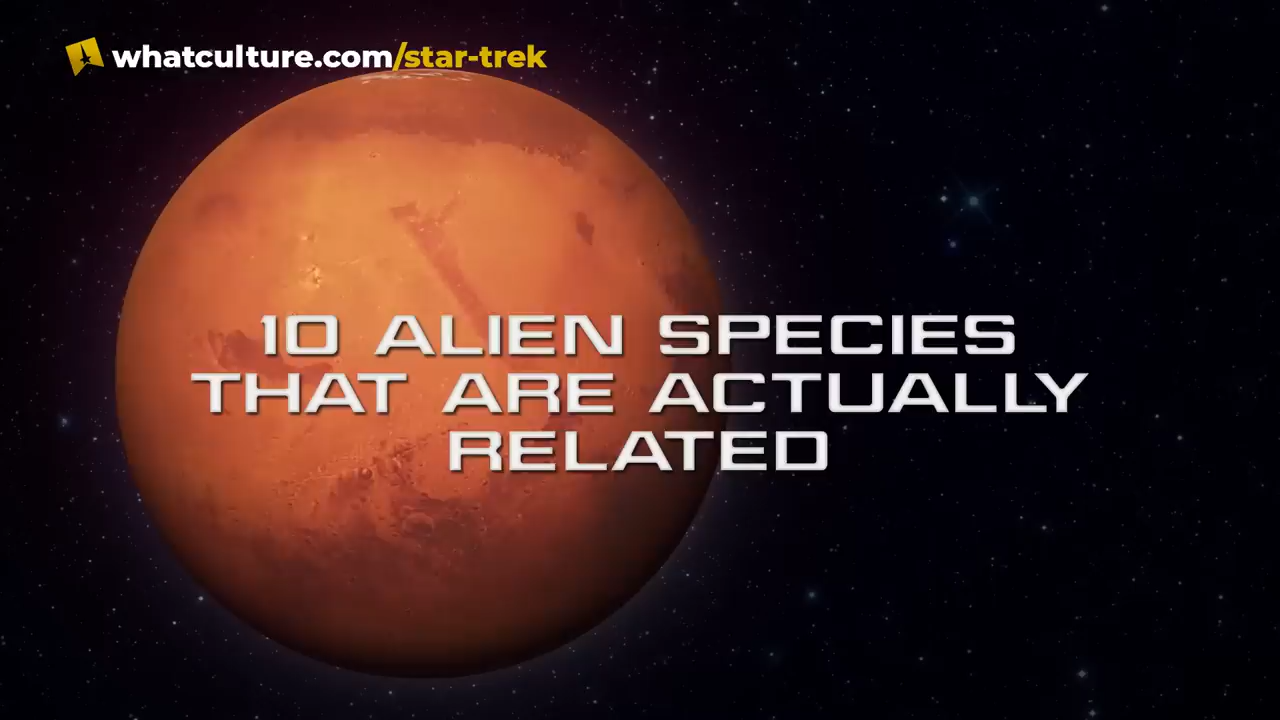 whatculture.com/star-trek
10 ALIEN SPECIES
THAT ARE ACTUALLY
RELATED